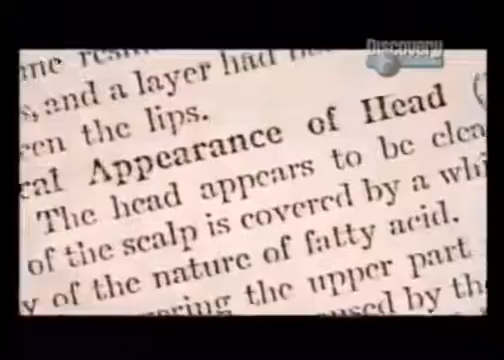 Discovery
s, and a layer had
the lips.
Appearance of Head
The head appears to be
of the scalp is covered by a
of the nature of fatty acid.
the upper part
by